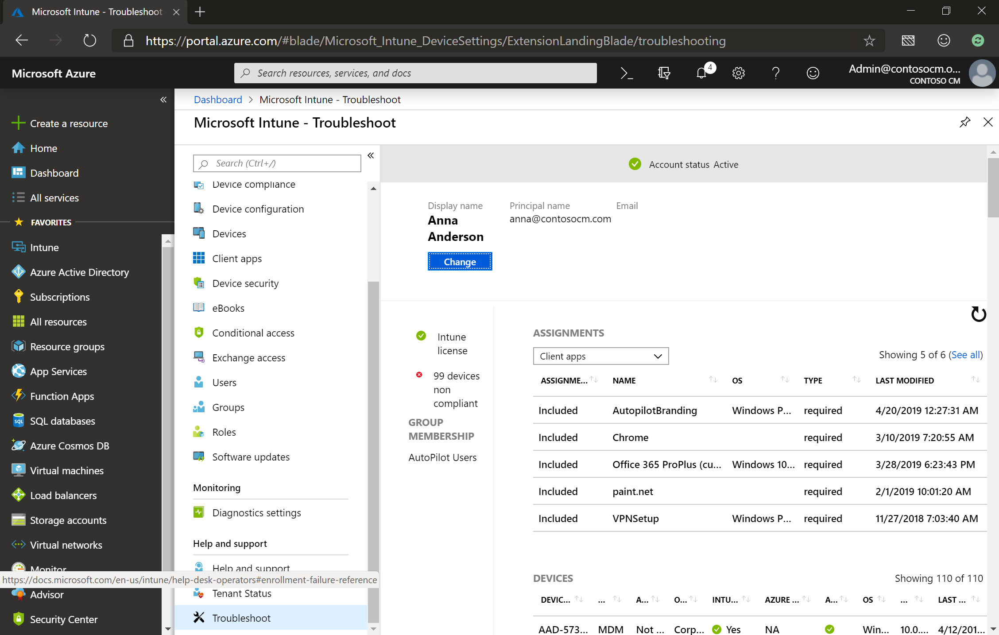 Microsoft Intune - Troubleshoot
https://portal.azure.com/#blade/Microsoft_Intune_DeviceSettings/ExtensionLandingBlade/troubleshooting
Microsoft Azure
Search resources, services, and docs
4
Admin@contosocm.o...
CONTOSO CM
Create a resource
Home
Dashboard
All services
FAVORITES
Intune
Azure Active Directory
Subscriptions
All resources
Resource groups
App Services
Function Apps
SQL
SQL databases
Azure Cosmos DB
Virtual machines
Load balancers
Storage accounts
Virtual networks
Monitor
https://docs.microsoft.com/en-us/intune/help-desk-operators#enrollment-failure-reference
Advisor
Security Center
Dashboard > Microsoft Intune - Troubleshoot
Microsoft Intune - Troubleshoot
Search (Ctrl+/)
Device compliance
Device configuration
Devices
Client apps
Device security
eBooks
Conditional access
Exchange access
Users
Groups
Roles
Software updates
Monitoring
Diagnostics settings
Help and support
Help and support
Tenant Status
Troubleshoot
Account status Active
Display name
Anna
Anderson
Principal name
anna@contosocm.com
Email
Change
Intune
license
99 devices
non
compliant
GROUP
MEMBERSHIP
AutoPilot Users
ASSIGNMENTS
Client apps
Showing 5 of 6 (See all)
ASSIGNME... NAME OS TYPE LAST MODIFIED
Included AutopilotBranding Windows P... required 4/20/2019 12:27:31 AM
Included Chrome required 3/10/2019 7:20:55 AM
Included Office 365 ProPlus (cu... Windows 10... required 3/28/2019 6:23:43 PM
Included paint.net required 2/1/2019 10:01:20 AM
Included VPNSetup Windows P... required 11/27/2018 7:03:40 AM
DEVICES
Showing 110 of 110
DEVIC... ... A... O... INTU... AZURE ... A... OS ... LAST ...
AAD-573... MDM Not ... Corp... Yes NA Win... 10.0.... 4/12/201...